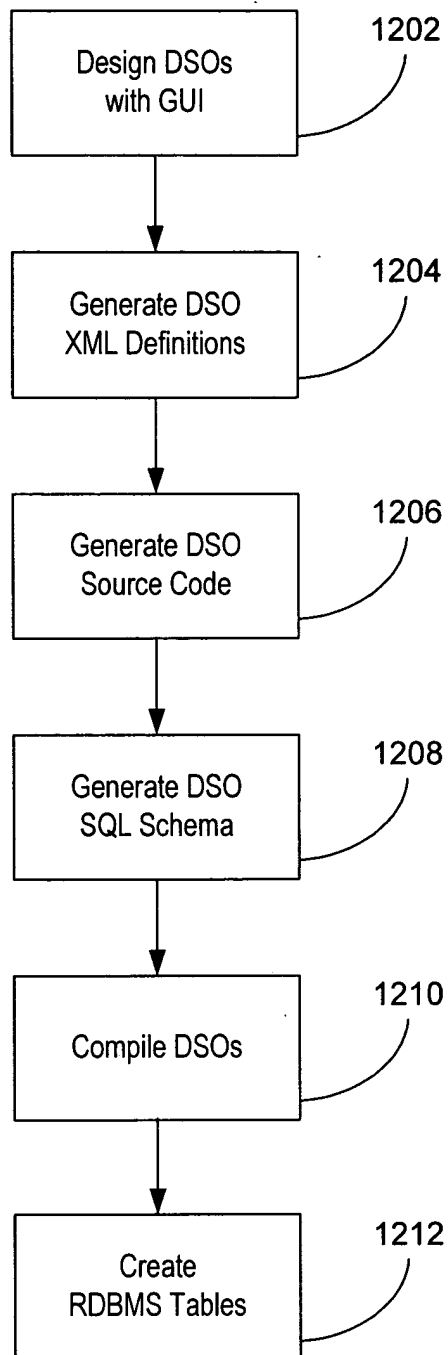 1202
Design DSOs
with GUI
1204
Generate DSO
XML Definitions
1206
Generate DSO
Source Code
1208
Generate DSO
SQL Schema
1210
Compile DSOs
1212
Create
RDBMS Tables